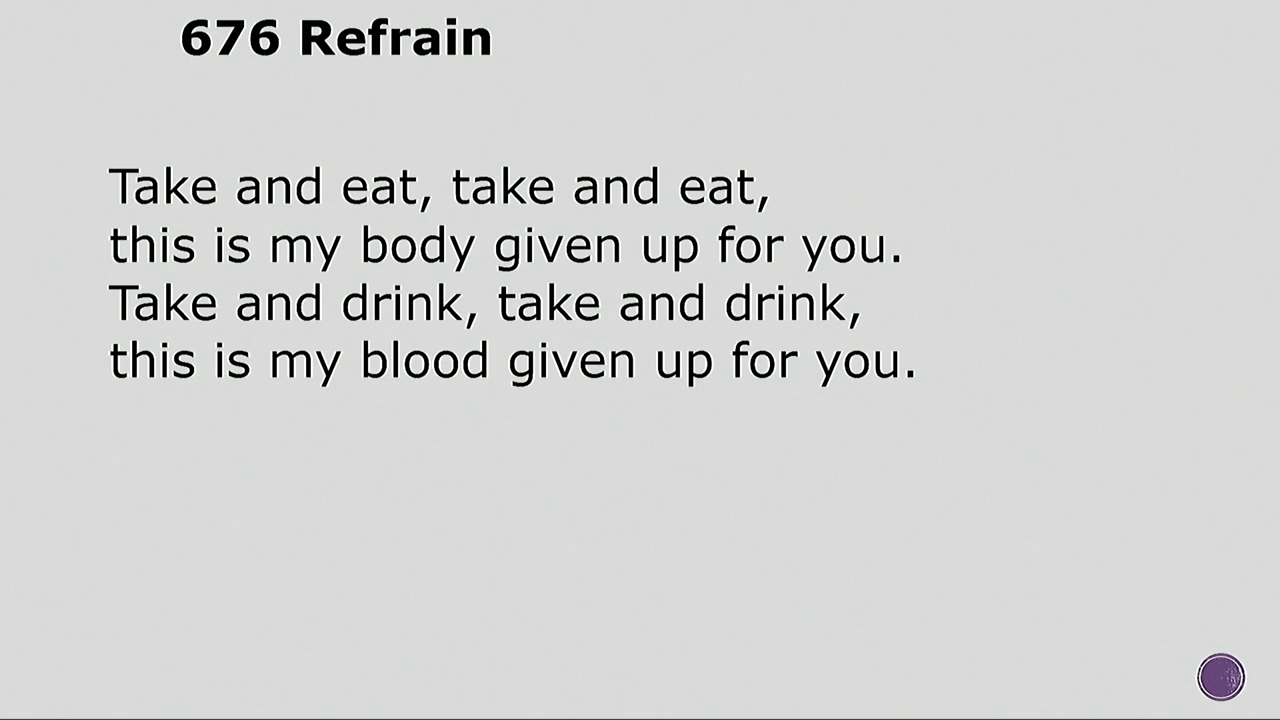 676 Refrain
Take and eat, take and eat,
this is my body given up for you.
Take and drink, take and drink,
this is my blood given up for you.